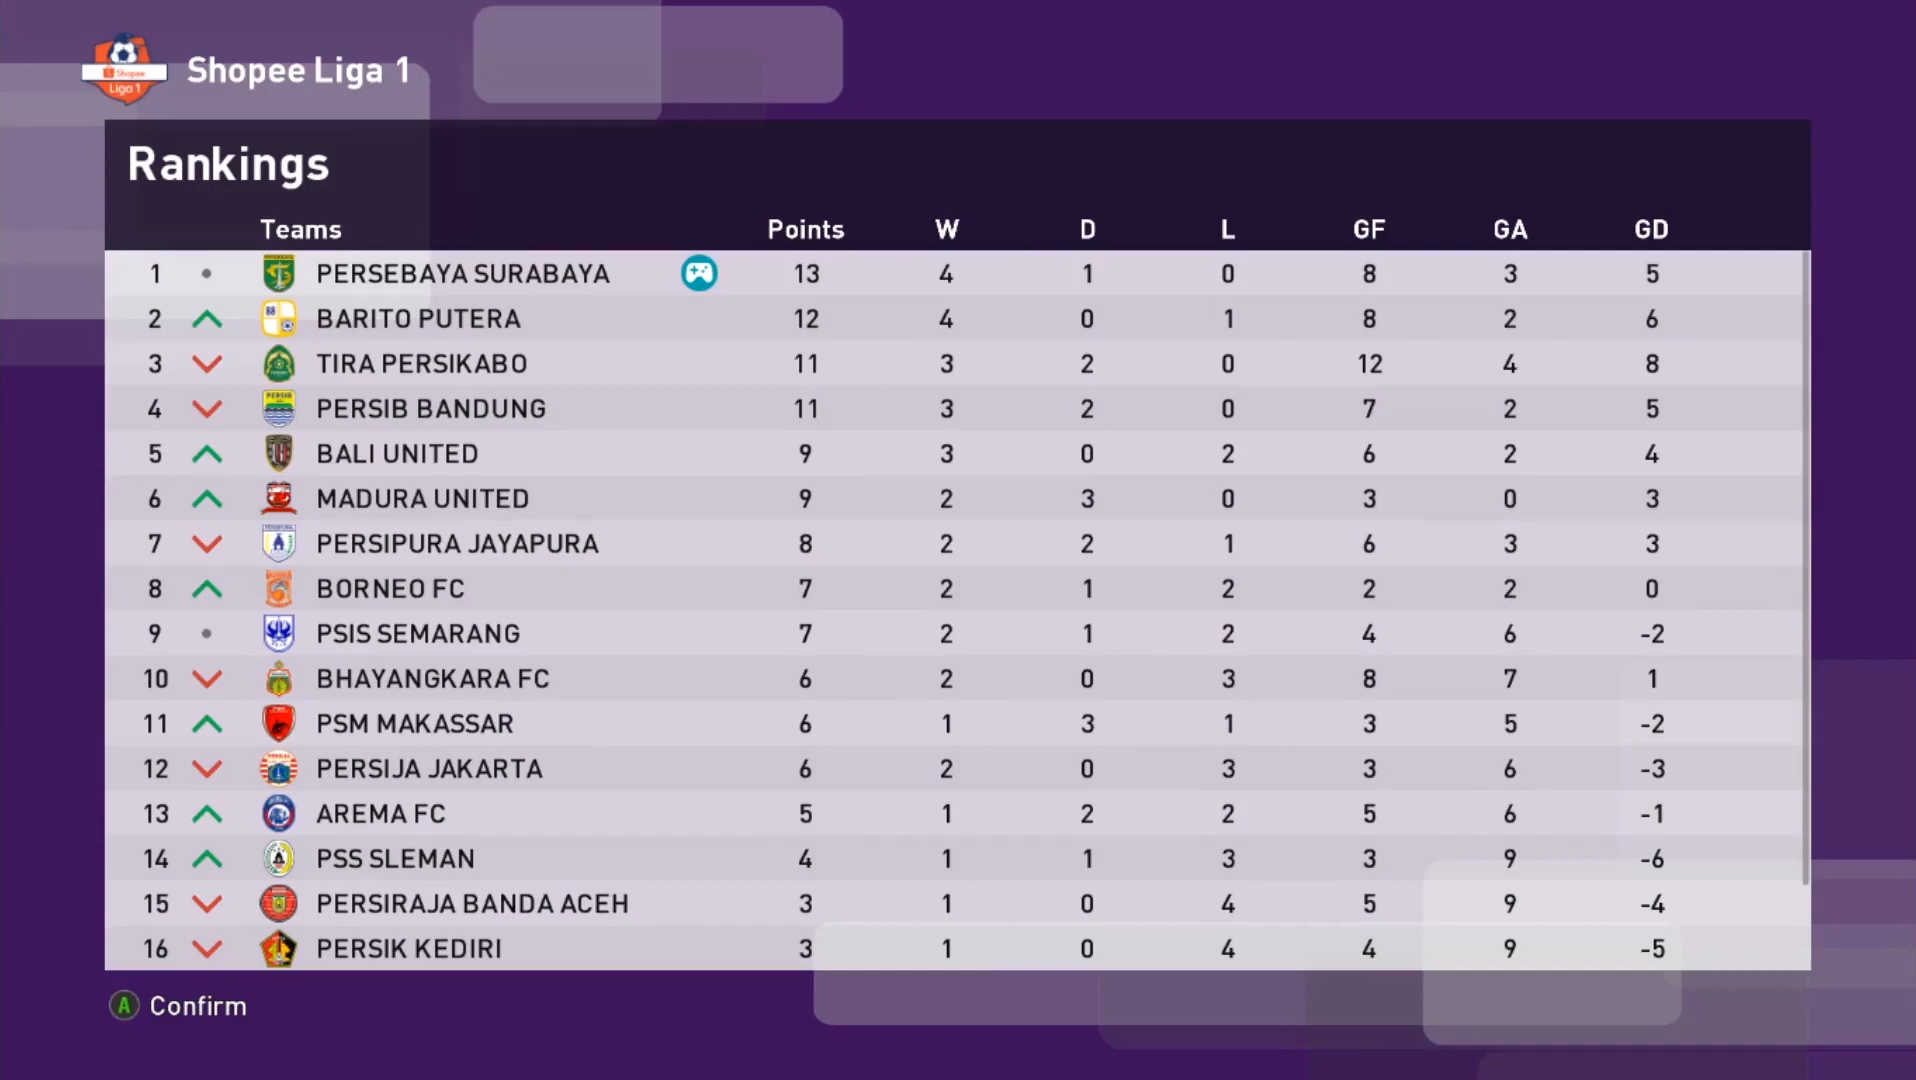 Shopee
Liga 1
Shopee Liga 1
Rankings
Teams Points W D L GF GA GD
1 PERSEBAYA SURABAYA 13 4 1 0 8 3 5
2 BARITO PUTERA 12 4 0 1 8 2 6
3 TIRA PERSIKABO 11 3 2 0 12 4 8
4 PERSIB BANDUNG 11 3 2 0 7 2 5
5 BALI UNITED 9 3 0 2 6 2 4
6 MADURA UNITED 9 2 3 0 3 0 3
7 PERSIPURA JAYAPURA 8 2 2 1 6 3 3
8 BORNEO FC 7 2 1 2 2 2 0
9 PSIS SEMARANG 7 2 1 2 4 6 -2
10 BHAYANGKARA FC 6 2 0 3 8 7 1
11 PSM MAKASSAR 6 1 3 1 3 5 -2
12 PERSIJA JAKARTA 6 2 0 3 3 6 -3
13 AREMA FC 5 1 2 2 5 6 -1
14 PSS SLEMAN 4 1 1 3 3 9 -6
15 PERSIRAJA BANDA ACEH 3 1 0 4 5 9 -4
16 PERSIK KEDIRI 3 1 0 4 4 9 -5
A Confirm